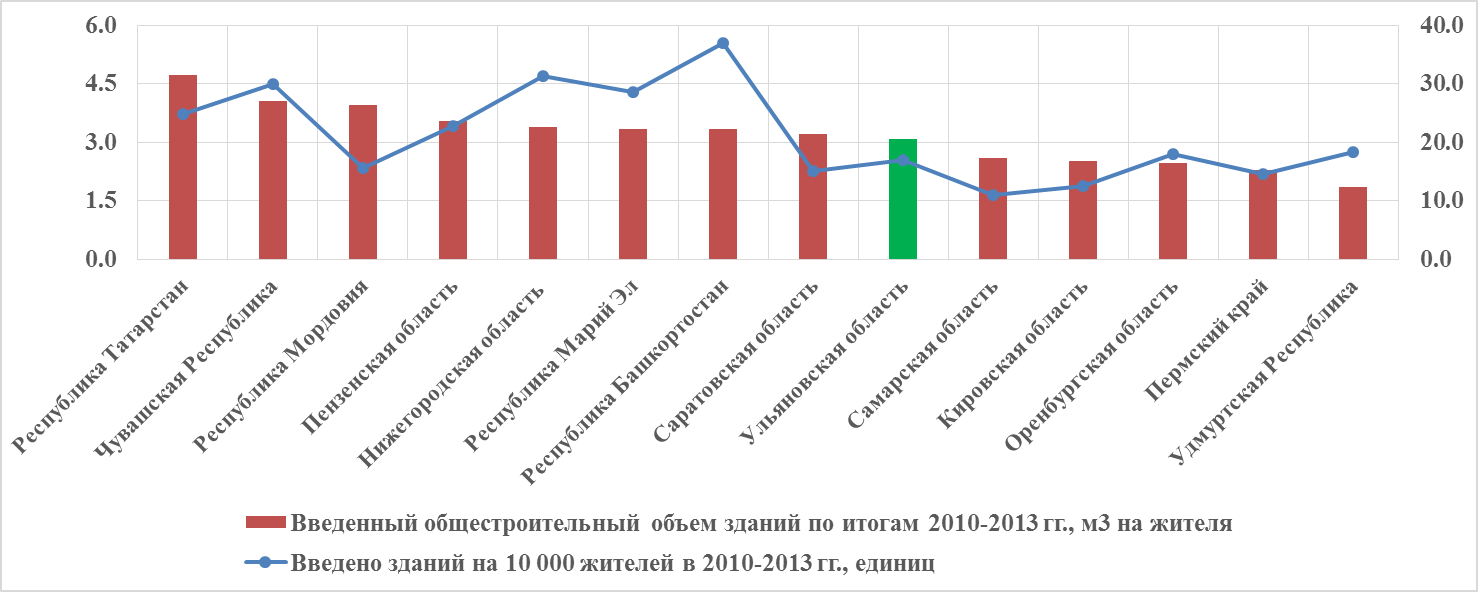 6.0
4.5
3.0
1.5
0.0
40.0
30.0
20.0
10.0
0.0
Республика Татарстан
Чувашская Республика
Республика Мордовия
Пензенская область
Нижегородская область
Республика Марий Эл
Республика Башкортостан
Саратовская область
Ульяновская область
Самарская область
Кировская область
Оренбургская область
Пермский край
Удмуртская Республика
Введенный общестроительный объем зданий по итогам 2010-2013 гг., м3 на жителя
Введено зданий на 10 000 жителей в 2010-2013 гг., единиц